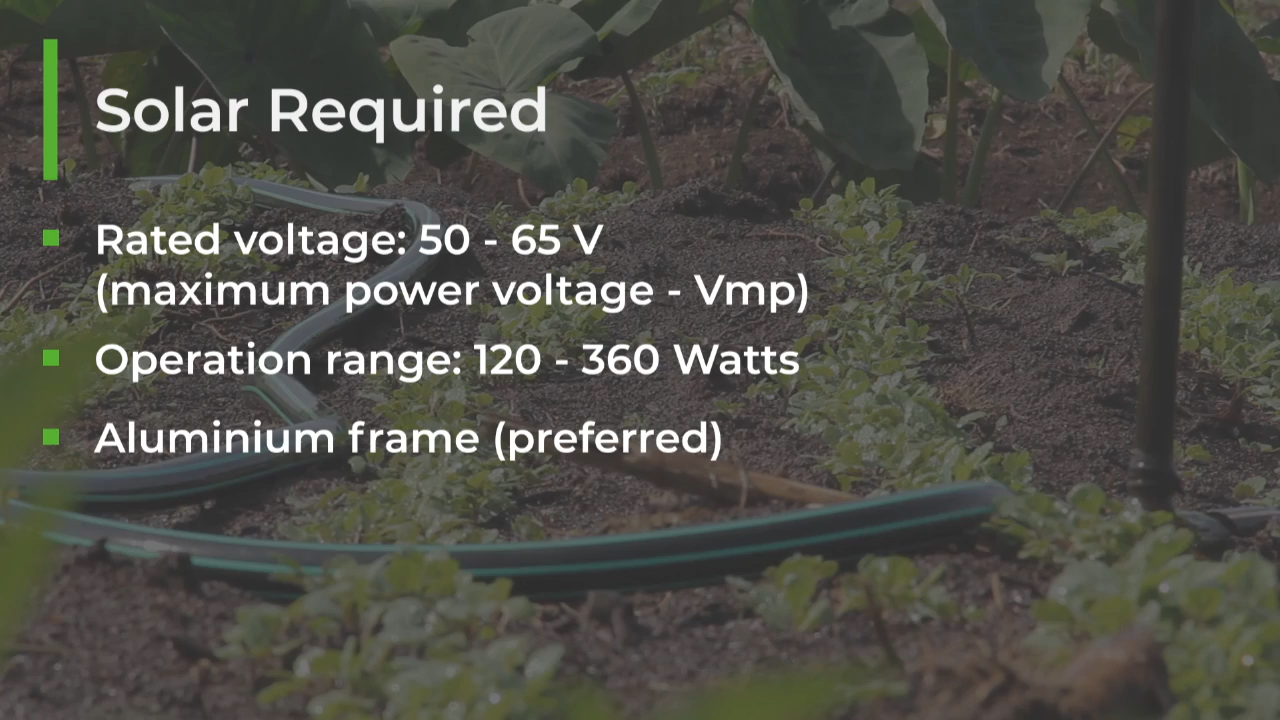 Solar Required
Rated voltage: 50 - 65 V
(maximum power voltage - Vmp)
Operation range: 120 - 360 Watts
Aluminium frame (preferred)